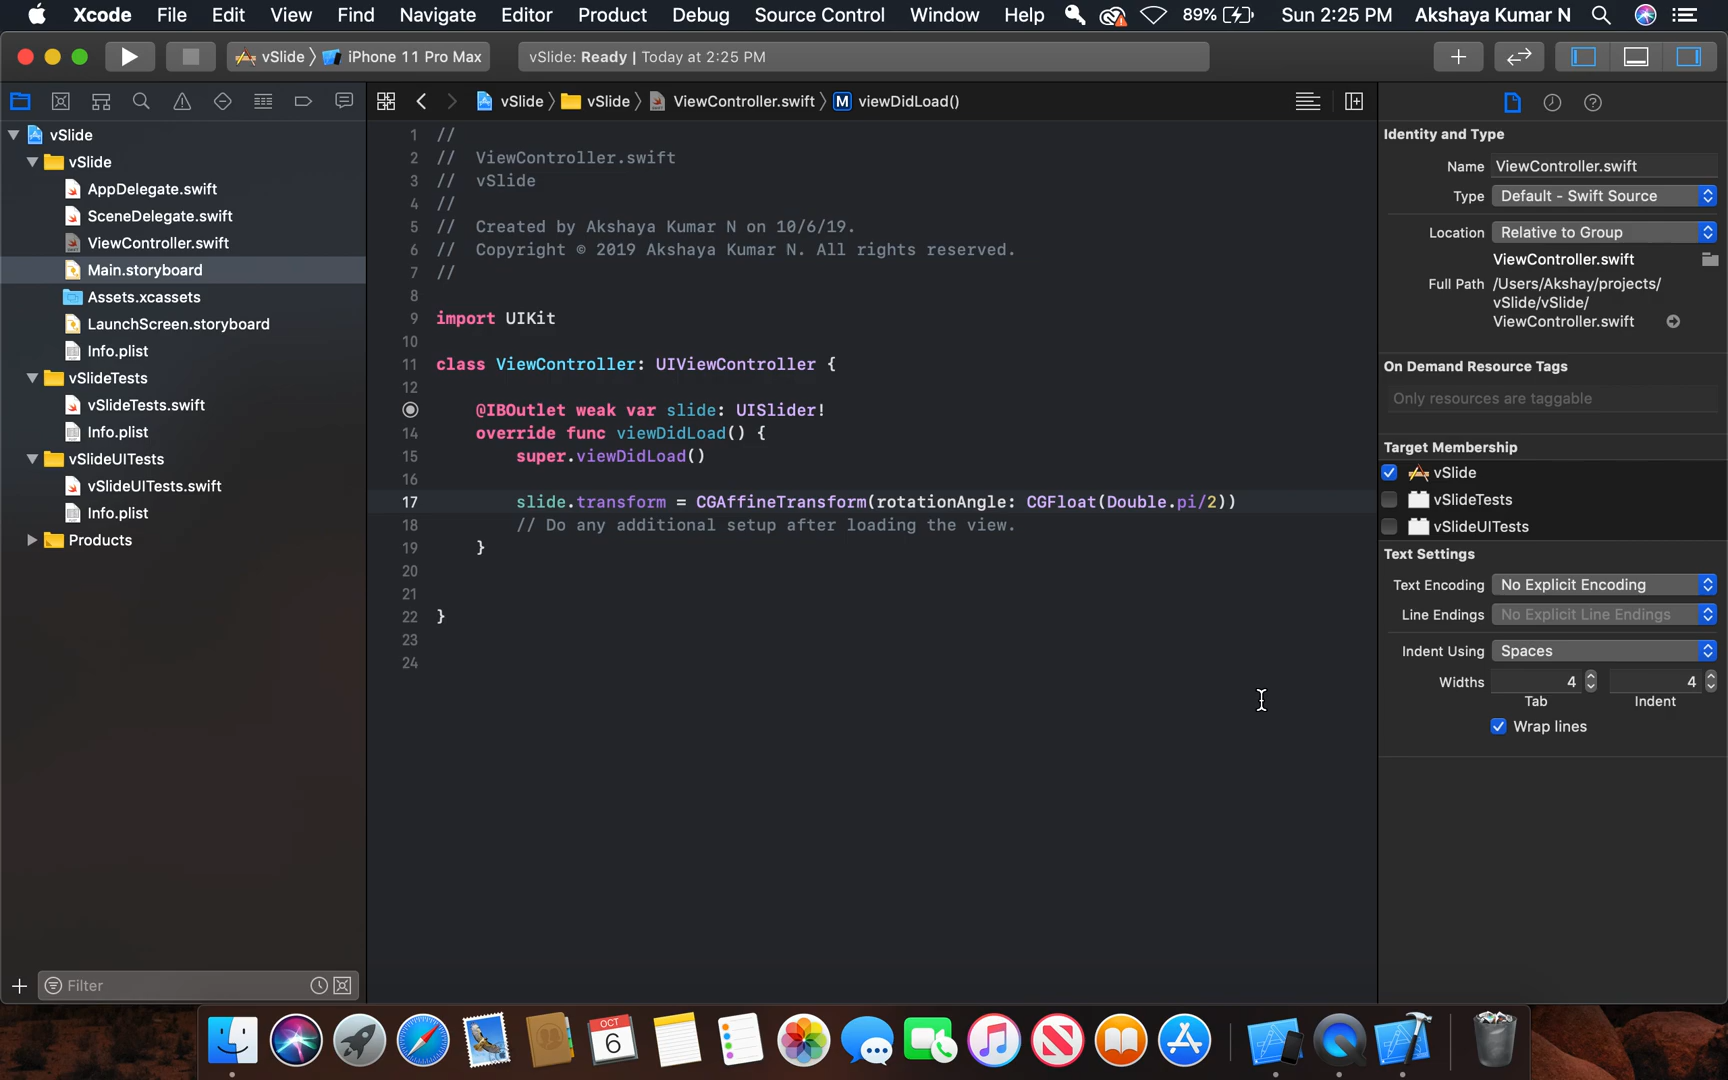 Xcode File Edit View Find Navigate Editor Product Debug Source Control Window Help 89% Sun 2:25 PM Akshaya Kumar N
vSlide iPhone 11 Pro Max
vSlide: Ready | Today at 2:25 PM
vSlide vSlide ViewController.swift M viewDidLoad()
vSlide
vSlide
AppDelegate.swift
SceneDelegate.swift
ViewController.swift
Main.storyboard
Assets.xcassets
LaunchScreen.storyboard
Info.plist
vSlideTests
vSlideTests.swift
Info.plist
vSlideUITests
vSlideUITests.swift
Info.plist
Products
Filter
1 //
2 // ViewController.swift
3 // vSlide
4 //
5 // Created by Akshaya Kumar N on 10/6/19.
6 // Copyright © 2019 Akshaya Kumar N. All rights reserved.
7 //
8
9 import UIKit
10
11 class ViewController: UIViewController {
12
@IBOutlet weak var slide: UISlider!
14 override func viewDidLoad() {
15 super.viewDidLoad()
16
17 slide.transform = CGAffineTransform(rotationAngle: CGFloat(Double.pi/2))
18 // Do any additional setup after loading the view.
19 }
20
21
22 }
23
24
Identity and Type
Name ViewController.swift
Type Default - Swift Source
Location Relative to Group
ViewController.swift
Full Path /Users/Akshay/projects/
vSlide/vSlide/
ViewController.swift
On Demand Resource Tags
Only resources are taggable
Target Membership
vSlide
vSlideTests
vSlideUITests
Text Settings
Text Encoding No Explicit Encoding
Line Endings No Explicit Line Endings
Indent Using Spaces
Widths 4 4
Tab Indent
Wrap lines
OCT
6